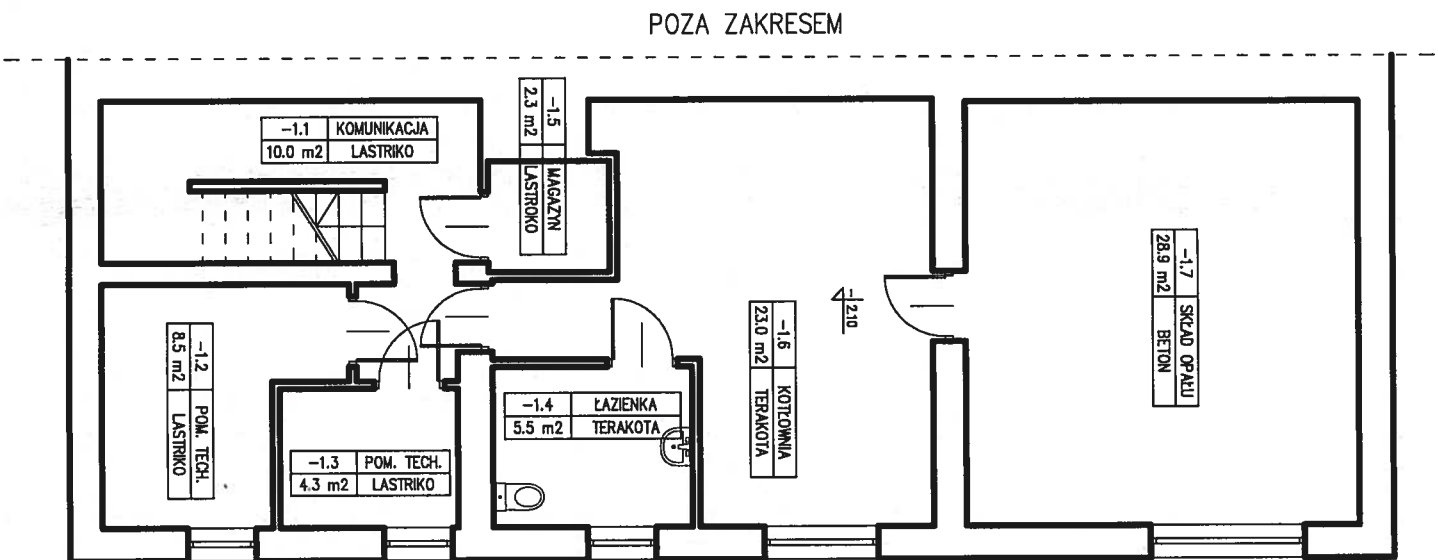 POZA ZAKRESEM
-1.1 KOMUNIKACJA
10.0 m2 LASTRIKO
-1.5 MAGAZYN
2.3 m2 LASTROKO
-1.2 POM. TECH.
8.5 m2 LASTRIKO
-1.3 POM. TECH.
4.3 m2 LASTRIKO
-1.4 ŁAZIENKA
5.5 m2 TERAKOTA
-1.6 KOTŁOWNIA
23.0 m2 TERAKOTA
-2.10
-1.7 SKŁAD OPAŁU
28.9 m2 BETON